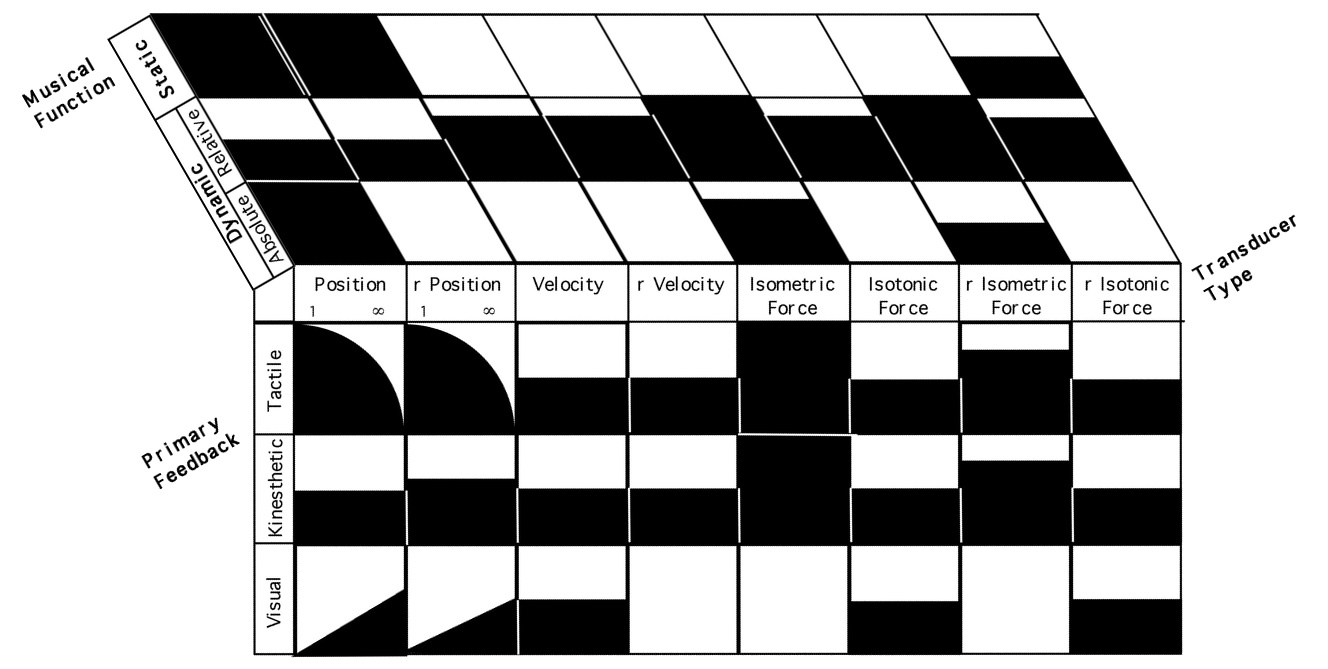 Musical
Function
Static
Dynamic
Relative
Absolute
Transducer
Type
Position
1 ∞
r Position
1 ∞
Velocity
r Velocity
Isometric
Force
Isotonic
Force
r Isometric
Force
r Isotonic
Force
Primary
Feedback
Tactile
Kinesthetic
Visual